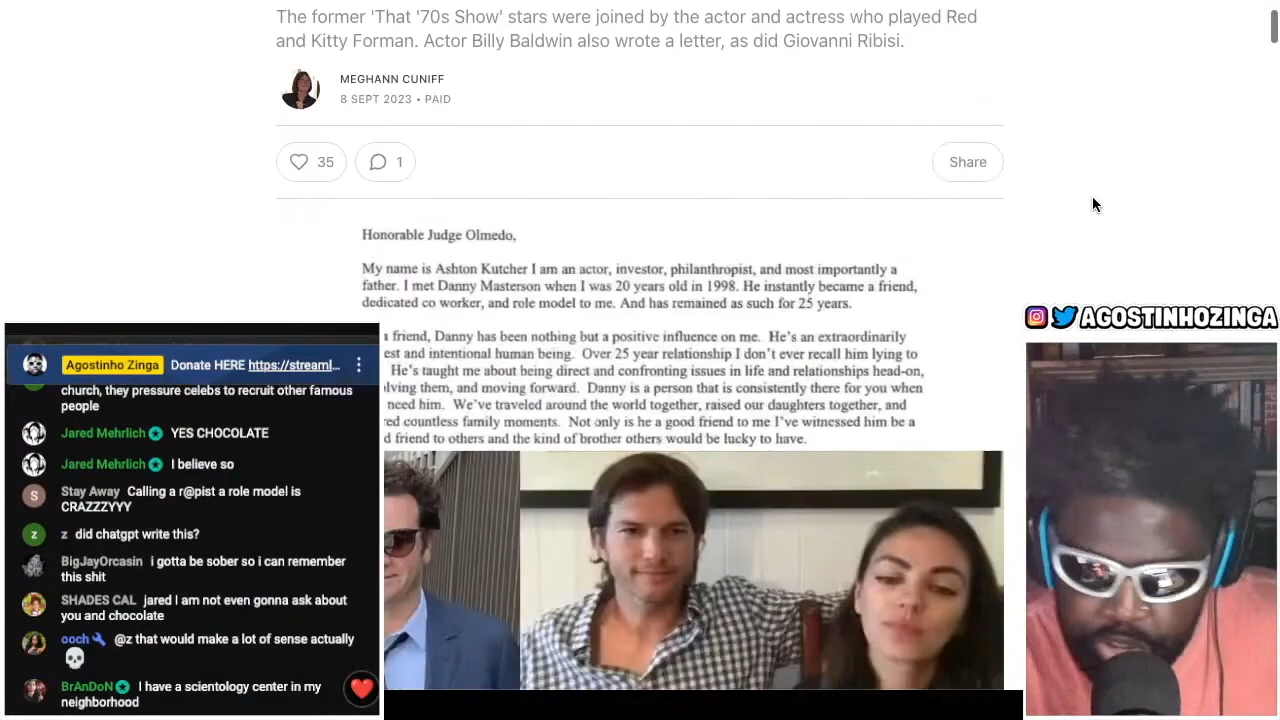 The former 'That '70s Show' stars were joined by the actor and actress who played Red
and Kitty Forman. Actor Billy Baldwin also wrote a letter, as did Giovanni Ribisi.
MEGHANN CUNIFF
8 SEPT 2023 • PAID
35
1
Share
Honorable Judge Olmedo,
My name is Ashton Kutcher I am an actor, investor, philanthropist, and most importantly a
father. I met Danny Masterson when I was 20 years old in 1998. He instantly became a friend,
dedicated co worker, and role model to me. And has remained as such for 25 years.
a friend, Danny has been nothing but a positive influence on me. He's an extraordinarily
est and intentional human being. Over 25 year relationship I don't ever recall him lying to
He's taught me about being direct and confronting issues in life and relationships head-on,
lving them, and moving forward. Danny is a person that is consistently there for you when
need him. We've traveled around the world together, raised our daughters together, and
ed countless family moments. Not only is he a good friend to me I've witnessed him be a
d friend to others and the kind of brother others would be lucky to have.
Agostinho Zinga Donate HERE https://streaml...
church, they pressure celebs to recruit other famous
people
Jared Mehrlich YES CHOCOLATE
Jared Mehrlich I believe so
S Stay Away Calling a r@pist a role model is
CRAZZZYYY
z z did chatgpt write this?
BigJayOrcasin i gotta be sober so i can remember
this shit
SHADES CAL jared I am not even gonna ask about
you and chocolate
ooch @z that would make a lot of sense actually
BrAnDoN I have a scientology center in my
neighborhood
AGOSTINHOZINGA